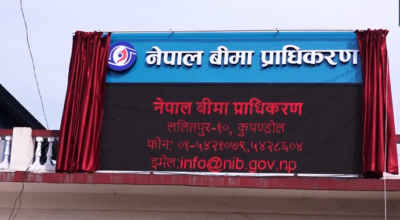 नेपाल बीमा प्राधिकरण
नेपाल बीमा प्राधिकरण
ललितपुर-१०, कुपण्डोल
फोन: ०१-५४२१०७९,५४२८६०४
इमेल:info@nib.gov.np